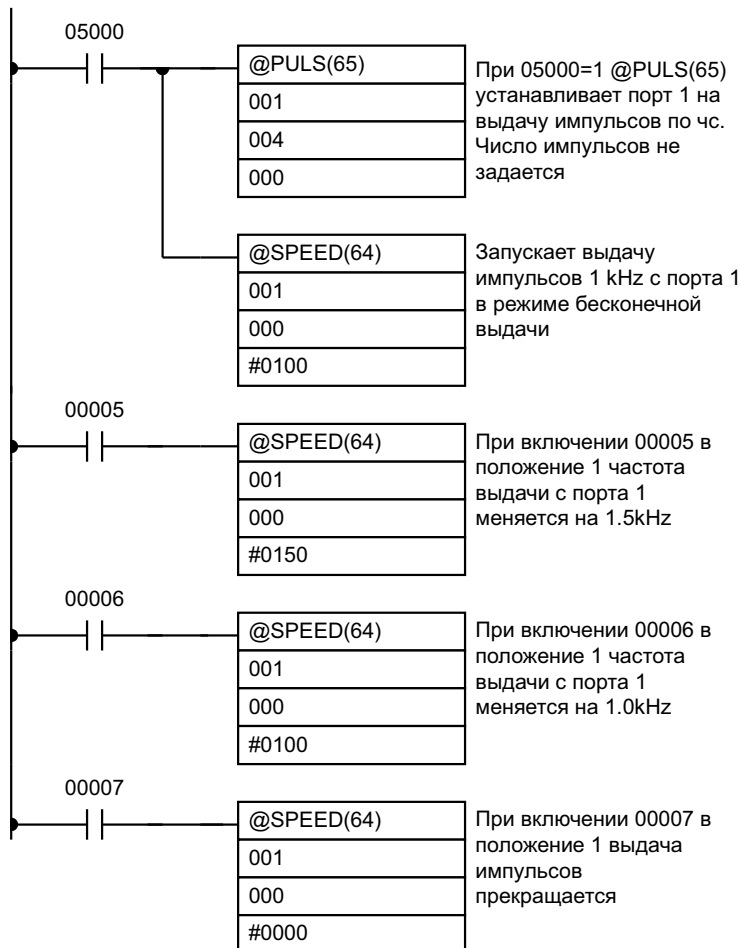 05000
@PULS(65)
001
004
000
При 05000=1 @PULS(65)
устанавливает порт 1 на
выдачу импульсов по чс.
Число импульсов не
задается
@SPEED(64)
001
000
#0100
Запускает выдачу
импульсов 1 kHz с порта 1
в режиме бесконечной
выдачи
00005
@SPEED(64)
001
000
#0150
При включении 00005 в
положение 1 частота
выдачи с порта 1
меняется на 1.5kHz
00006
@SPEED(64)
001
000
#0100
При включении 00006 в
положение 1 частота
выдачи с порта 1
меняется на 1.0kHz
00007
@SPEED(64)
001
000
#0000
При включении 00007 в
положение 1 выдача
импульсов
прекращается